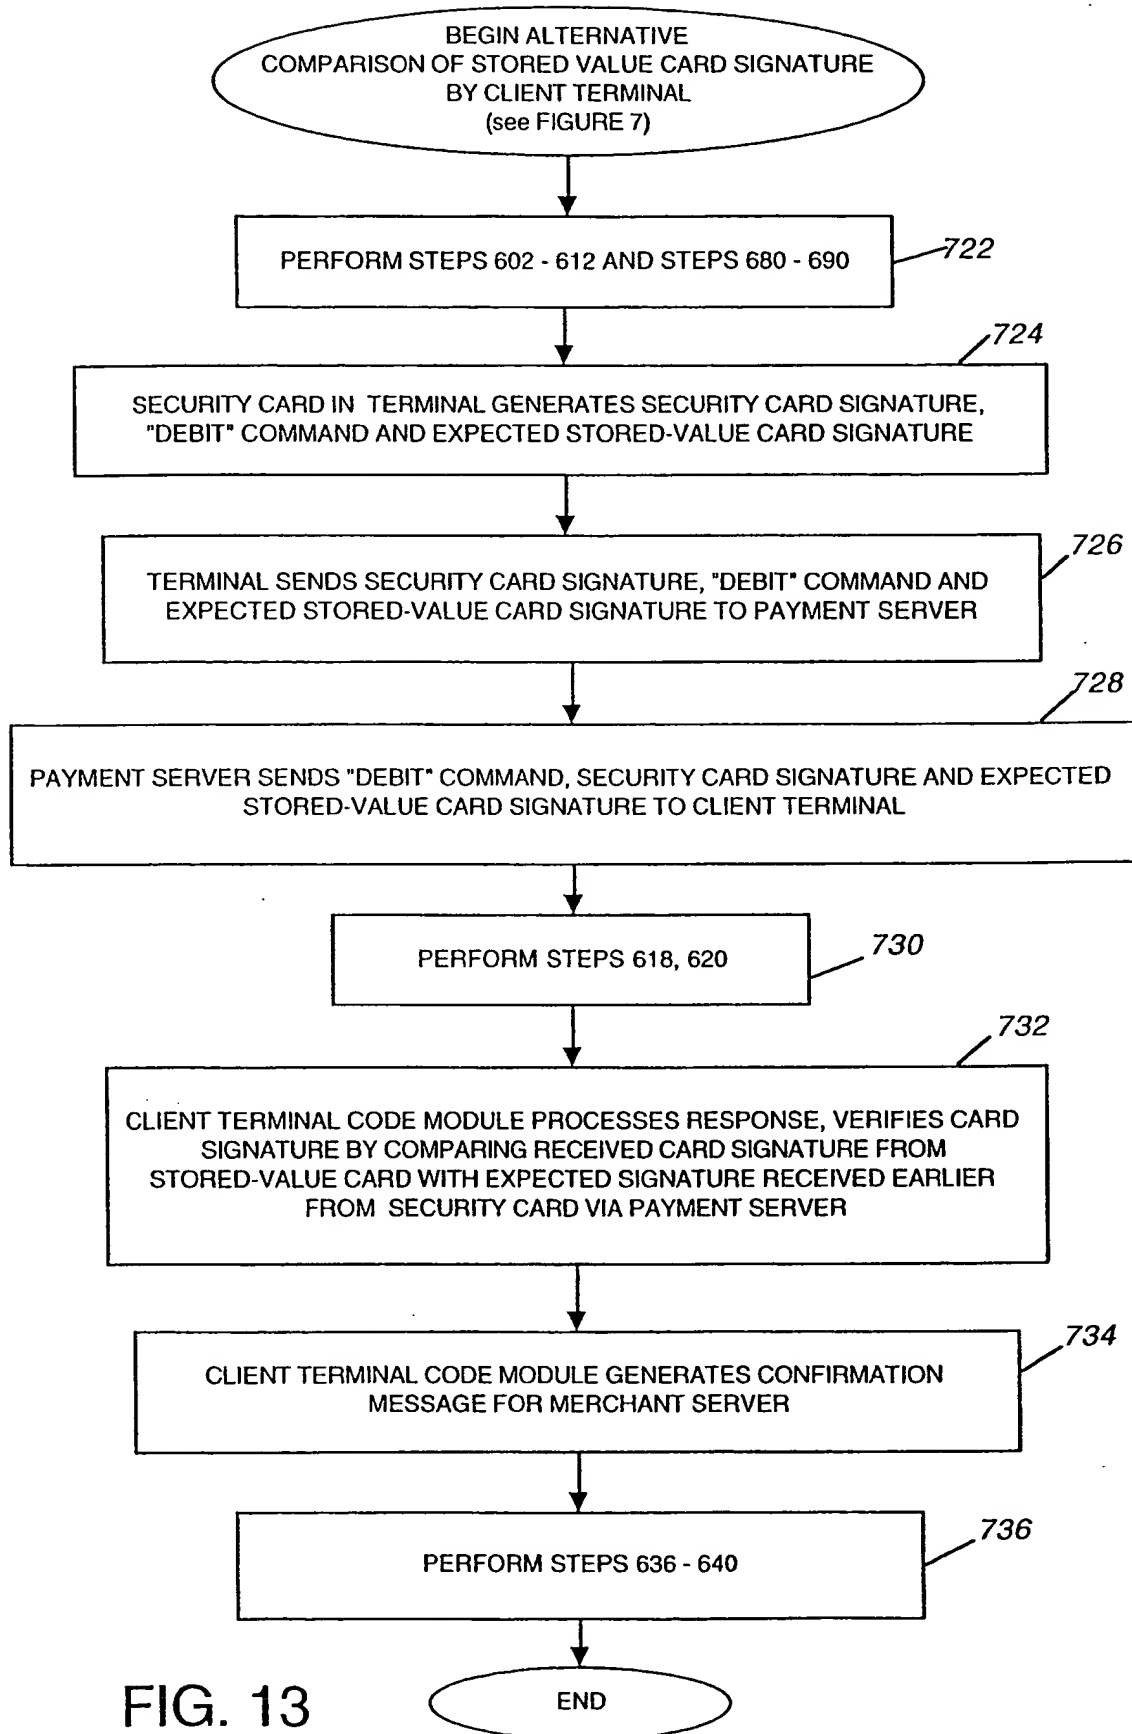 BEGIN ALTERNATIVE
COMPARISON OF STORED VALUE CARD SIGNATURE
BY CLIENT TERMINAL
(see FIGURE 7)
PERFORM STEPS 602 - 612 AND STEPS 680 - 690
722
724
SECURITY CARD IN TERMINAL GENERATES SECURITY CARD SIGNATURE,
"DEBIT" COMMAND AND EXPECTED STORED-VALUE CARD SIGNATURE
726
TERMINAL SENDS SECURITY CARD SIGNATURE, "DEBIT" COMMAND AND
EXPECTED STORED-VALUE CARD SIGNATURE TO PAYMENT SERVER
728
PAYMENT SERVER SENDS "DEBIT" COMMAND, SECURITY CARD SIGNATURE AND EXPECTED
STORED-VALUE CARD SIGNATURE TO CLIENT TERMINAL
PERFORM STEPS 618, 620
730
732
CLIENT TERMINAL CODE MODULE PROCESSES RESPONSE, VERIFIES CARD
SIGNATURE BY COMPARING RECEIVED CARD SIGNATURE FROM
STORED-VALUE CARD WITH EXPECTED SIGNATURE RECEIVED EARLIER
FROM SECURITY CARD VIA PAYMENT SERVER
734
CLIENT TERMINAL CODE MODULE GENERATES CONFIRMATION
MESSAGE FOR MERCHANT SERVER
736
PERFORM STEPS 636 - 640
END
FIG. 13